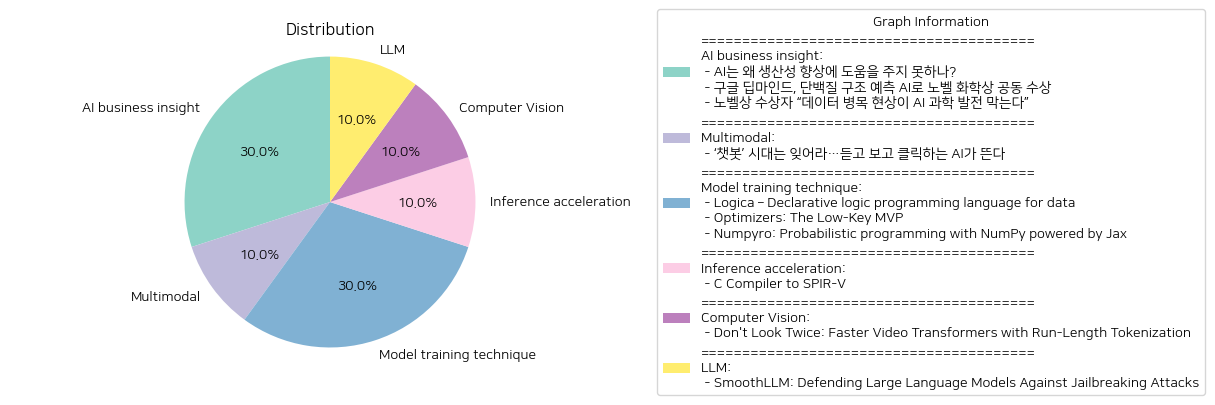 Distribution
LLM
AI business insight
Computer Vision
10.0%
30.0%
10.0%
10.0%
Inference acceleration
10.0%
30.0%
Multimodal
Model training technique
Graph Information
========================================
AI business insight:
- AI는 왜 생산성 향상에 도움을 주지 못하나?
- 구글 딥마인드, 단백질 구조 예측 AI로 노벨 화학상 공동 수상
- 노벨상 수상자 “데이터 병목 현상이 AI 과학 발전 막는다”
========================================
Multimodal:
- ‘챗봇’ 시대는 잊어라…듣고 보고 클릭하는 AI가 뜬다
========================================
Model training technique:
- Logica – Declarative logic programming language for data
- Optimizers: The Low-Key MVP
- Numpyro: Probabilistic programming with NumPy powered by Jax
========================================
Inference acceleration:
- C Compiler to SPIR-V
========================================
Computer Vision:
- Don't Look Twice: Faster Video Transformers with Run-Length Tokenization
========================================
LLM:
- SmoothLLM: Defending Large Language Models Against Jailbreaking Attacks